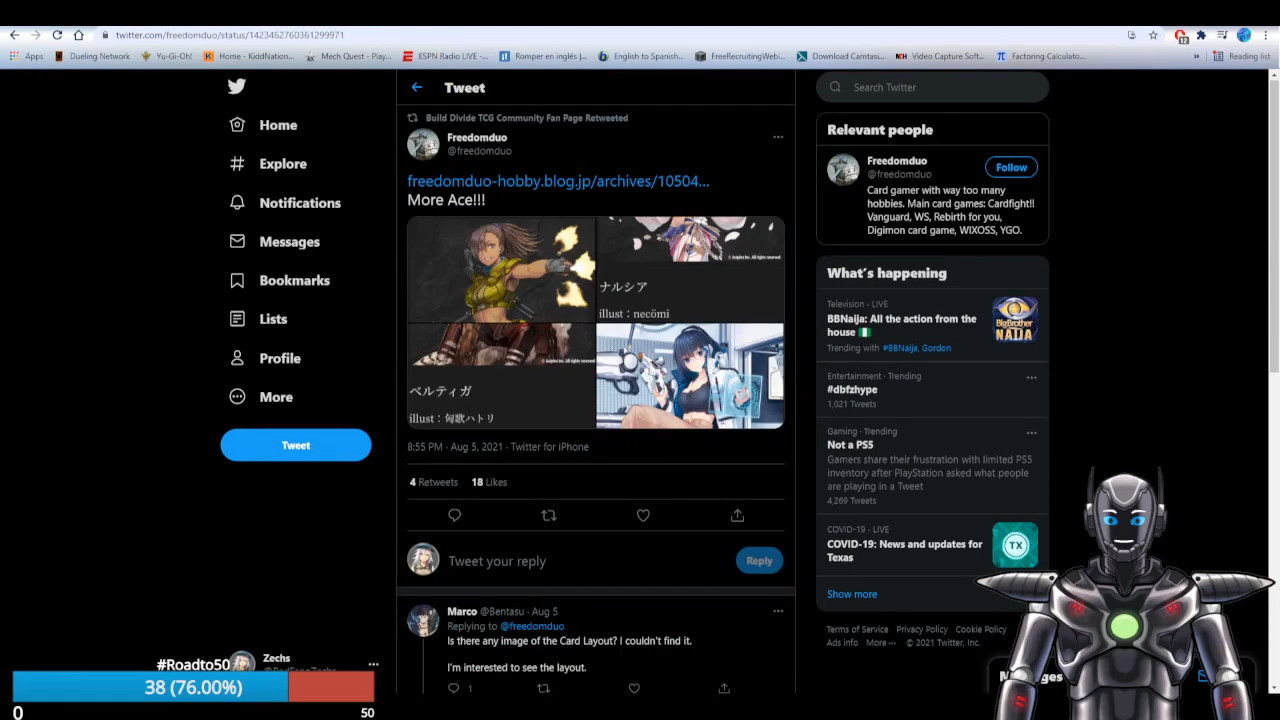 twitter.com/freedomduo/status/1423462760361299971
Apps
Dueling Network
Yu-Gi-Oh!
Home - KiddNation...
Mech Quest - Play...
ESPN Radio LIVE -...
Romper en inglés |...
English to Spanish...
FreeRecruitingWebi...
Download Camtasi...
Video Capture Soft...
Factoring Calculato...
»
Reading list
Home
Explore
Notifications
Messages
Bookmarks
Lists
Profile
More
Tweet
Zechs
#Roadto50
38 (76.00%)
0
50
Tweet
Build Divide TCG Community Fan Page Retweeted
Freedomduo
@freedomduo
freedomduo-hobby.blog.jp/archives/10504...
More Ace!!!
ナルシア
illust：necömi
ベルティガ
illust：匈歌ハトリ
8:55 PM · Aug 5, 2021 · Twitter for iPhone
4 Retweets 18 Likes
Tweet your reply
Reply
Marco @Bentasu · Aug 5
Replying to @freedomduo
Is there any image of the Card Layout? I couldn't find it.
I'm interested to see the layout.
1
Search Twitter
Relevant people
Freedomduo
@freedomduo
Follow
Card gamer with way too many
hobbies. Main card games: Cardfight!!
Vanguard, WS, Rebirth for you,
Digimon card game, WIXOSS, YGO.
What's happening
Television · LIVE
BBNaija: All the action from the
house
Trending with #BBNaija, Gordon
BigBrother
NAIJA
Entertainment · Trending
#dbfzhype
1,021 Tweets
Gaming · Trending
Not a PS5
Gamers share their frustration with limited PS5
inventory after PlayStation asked what people
are playing in a Tweet
4,269 Tweets
COVID-19 · LIVE
COVID-19: News and updates for
Texas
TX
Show more
Terms of Service Privacy Policy Cookie Policy
Ads info More ··· © 2021 Twitter, Inc.